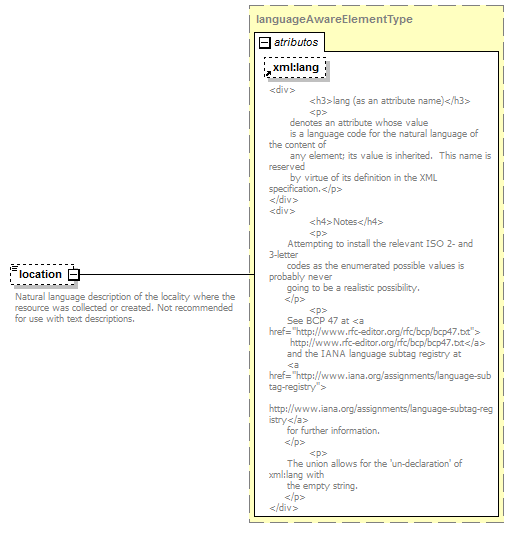 languageAwareElementType
atributos
xml:lang
<div>
<h3>lang (as an attribute name)</h3>
<p>
denotes an attribute whose value
is a language code for the natural language of
the content of
any element; its value is inherited.  This name is
reserved
by virtue of its definition in the XML
specification.</p>
</div>
<div>
<h4>Notes</h4>
<p>
Attempting to install the relevant ISO 2- and
3-letter
codes as the enumerated possible values is
probably never
going to be a realistic possibility.
</p>
<p>
See BCP 47 at <a
href="http://www.rfc-editor.org/rfc/bcp/bcp47.txt">
http://www.rfc-editor.org/rfc/bcp/bcp47.txt</a>
and the IANA language subtag registry at
<a
href="http://www.iana.org/assignments/language-sub
tag-registry">
http://www.iana.org/assignments/language-subtag-reg
istry</a>
for further information.
</p>
<p>
The union allows for the 'un-declaration' of
xml:lang with
the empty string.
</p>
</div>
location
Natural language description of the locality where the
resource was collected or created. Not recommended
for use with text descriptions.